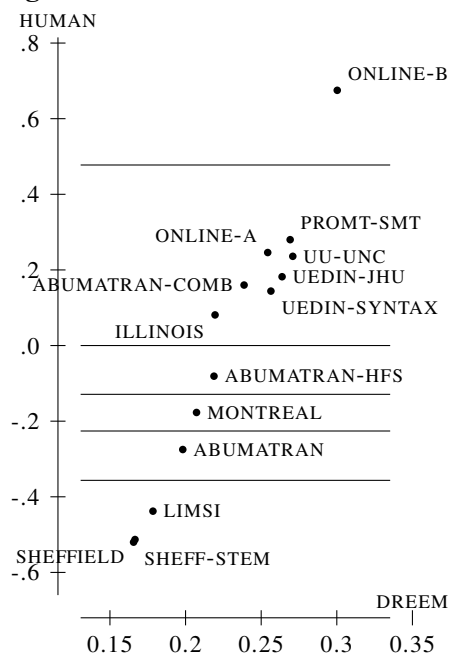 HUMAN
.8
ONLINE-B
.6
.4
PROMT-SMT
ONLINE-A
UU-UNC
.2
UEDIN-JHU
ABUMATRAN-COMB
UEDIN-SYNTAX
ILLINOIS
.0
ABUMATRAN-HFS
MONTREAL
-.2
ABUMATRAN
-.4
LIMSI
SHEFFIELD
SHEFF-STEM
-.6
DREEM
0.15 0.2 0.25 0.3 0.35